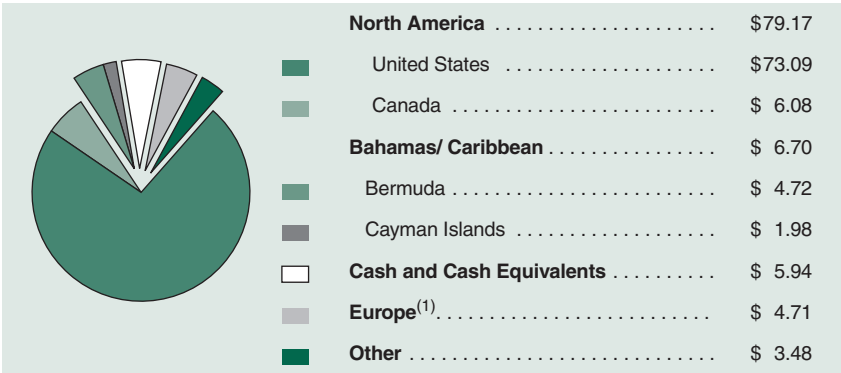 North America . . . . . . . . . . . . . . . . . . . . . $79.17
United States . . . . . . . . . . . . . . . . . . . . $73.09
Canada . . . . . . . . . . . . . . . . . . . . . . . . . $ 6.08
Bahamas/ Caribbean . . . . . . . . . . . . . . . . $ 6.70
Bermuda . . . . . . . . . . . . . . . . . . . . . . . . . $ 4.72
Cayman Islands . . . . . . . . . . . . . . . . . . . $ 1.98
Cash and Cash Equivalents . . . . . . . . . . $ 5.94
Europe(1). . . . . . . . . . . . . . . . . . . . . . . . . . $ 4.71
Other . . . . . . . . . . . . . . . . . . . . . . . . . . . . . $ 3.48